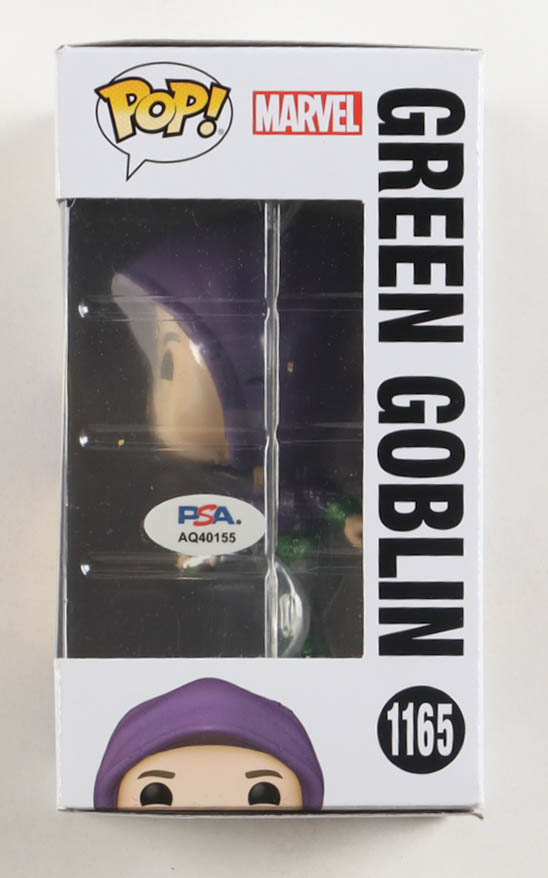 POP!
MARVEL
GREEN GOBLIN
PSA.
AQ40155
1165